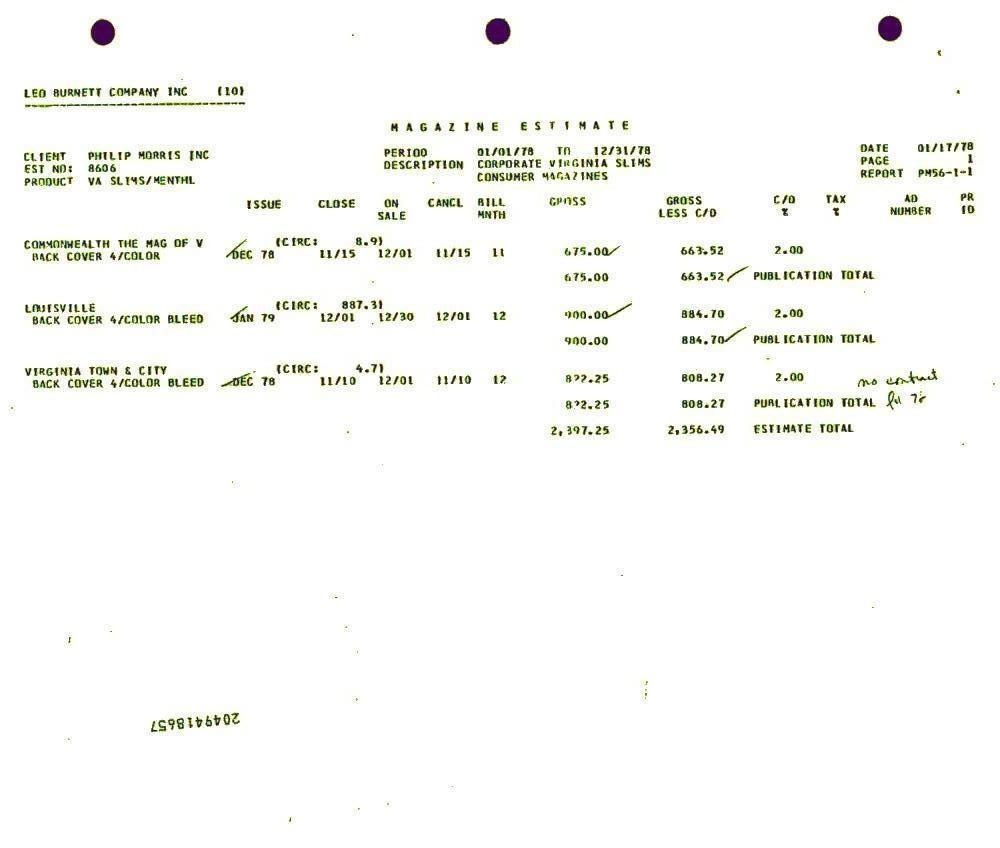 LEO BURNETT COMPANY INC (10)
MAGAZINE ESTIMATE
CLIENT PHILIP MORRIS INC PERIOD 01/01/78 TO 12/31/78 DATE 01/17/78
EST NO: 8606 DESCRIPTION CORPORATE VIRGINIA SLIMS PAGE 1
PRODUCT VA SLIMS/MENTHL CONSUMER MAGAZINES REPORT PM56-1-1
ISSUE CLOSE ON CANCL BILL GROSS GROSS C/D TAX AD PR
SALE MNTH LESS C/D % % NUMBER ID
COMMONWEALTH THE MAG OF V (CIRC: 8.9)
BACK COVER 4/COLOR DEC 78 11/15 12/01 11/15 11 675.00 663.52 2.00
675.00 663.52 PUBLICATION TOTAL
LOUISVILLE (CIRC: 887.3)
BACK COVER 4/COLOR BLEED JAN 79 12/01 12/30 12/01 12 900.00 884.70 2.00
900.00 884.70 PUBLICATION TOTAL
VIRGINIA TOWN & CITY (CIRC: 4.7)
BACK COVER 4/COLOR BLEED DEC 78 11/10 12/01 11/10 12 822.25 808.27 2.00 no contract
822.25 808.27 PUBLICATION TOTAL for 78
2,397.25 2,356.49 ESTIMATE TOTAL
2049418657